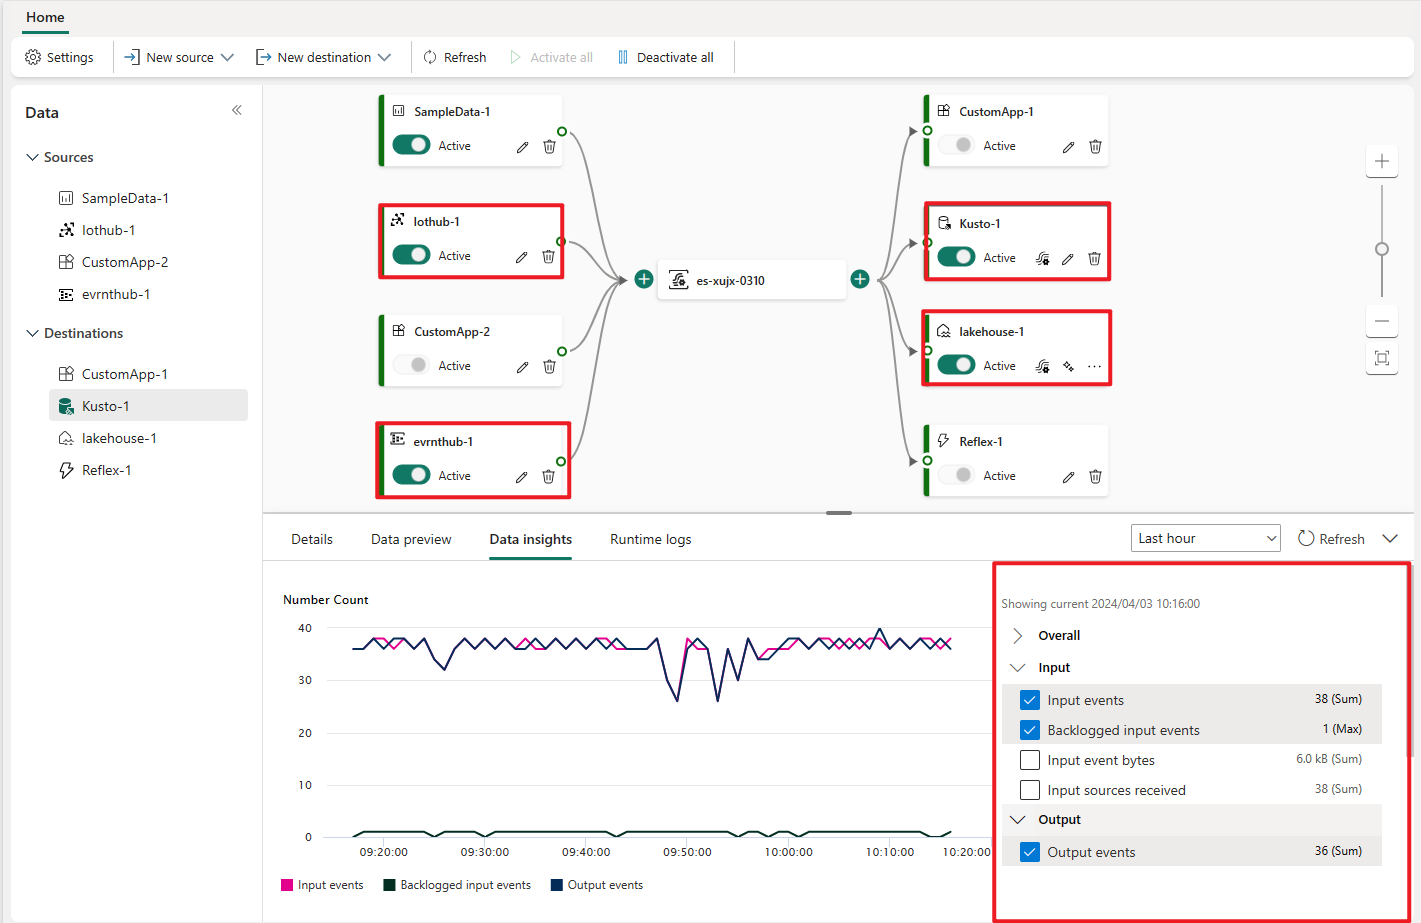 Home
Settings
New source
New destination
Refresh
Activate all
Deactivate all
Data
Sources
SampleData-1
Iothub-1
CustomApp-2
evrnthub-1
Destinations
CustomApp-1
Kusto-1
lakehouse-1
Reflex-1
SampleData-1
Active
Iothub-1
Active
CustomApp-2
Active
evrnthub-1
Active
es-xujx-0310
CustomApp-1
Active
Kusto-1
Active
lakehouse-1
Active
Reflex-1
Active
Details
Data preview
Data insights
Runtime logs
Last hour
Refresh
Number Count
40
30
20
10
0
09:20:00
09:30:00
09:40:00
09:50:00
10:00:00
10:10:00
10:20:00
Input events
Backlogged input events
Output events
Showing current 2024/04/03 10:16:00
Overall
Input
Input events 38 (Sum)
Backlogged input events 1 (Max)
Input event bytes 6.0 kB (Sum)
Input sources received 38 (Sum)
Output
Output events 36 (Sum)